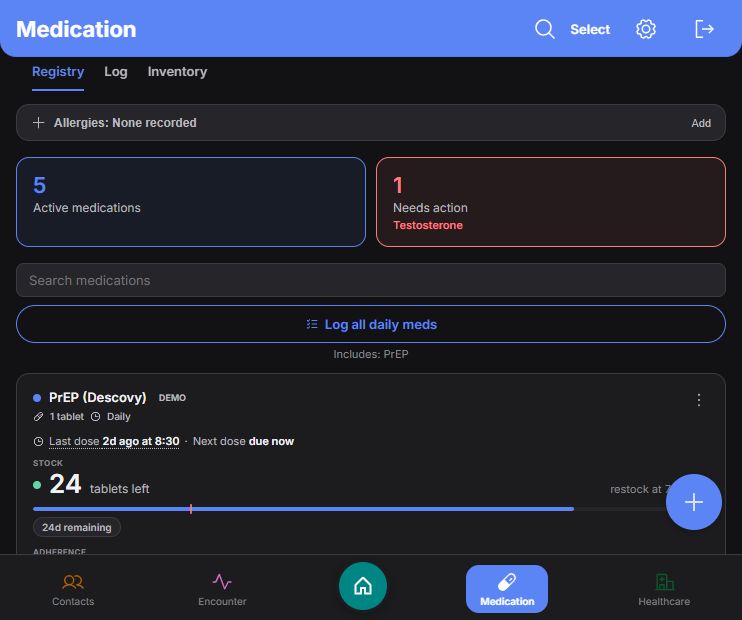 Medication
Select
Registry Log Inventory
Allergies: None recorded
Add
5
Active medications
1
Needs action
Testosterone
Search medications
Log all daily meds
Includes: PrEP
PrEP (Descovy) DEMO
1 tablet Daily
Last dose 2d ago at 8:30 · Next dose due now
STOCK
24 tablets left
restock at 7
24d remaining
ADHERENCE
Contacts
Encounter
Medication
Healthcare